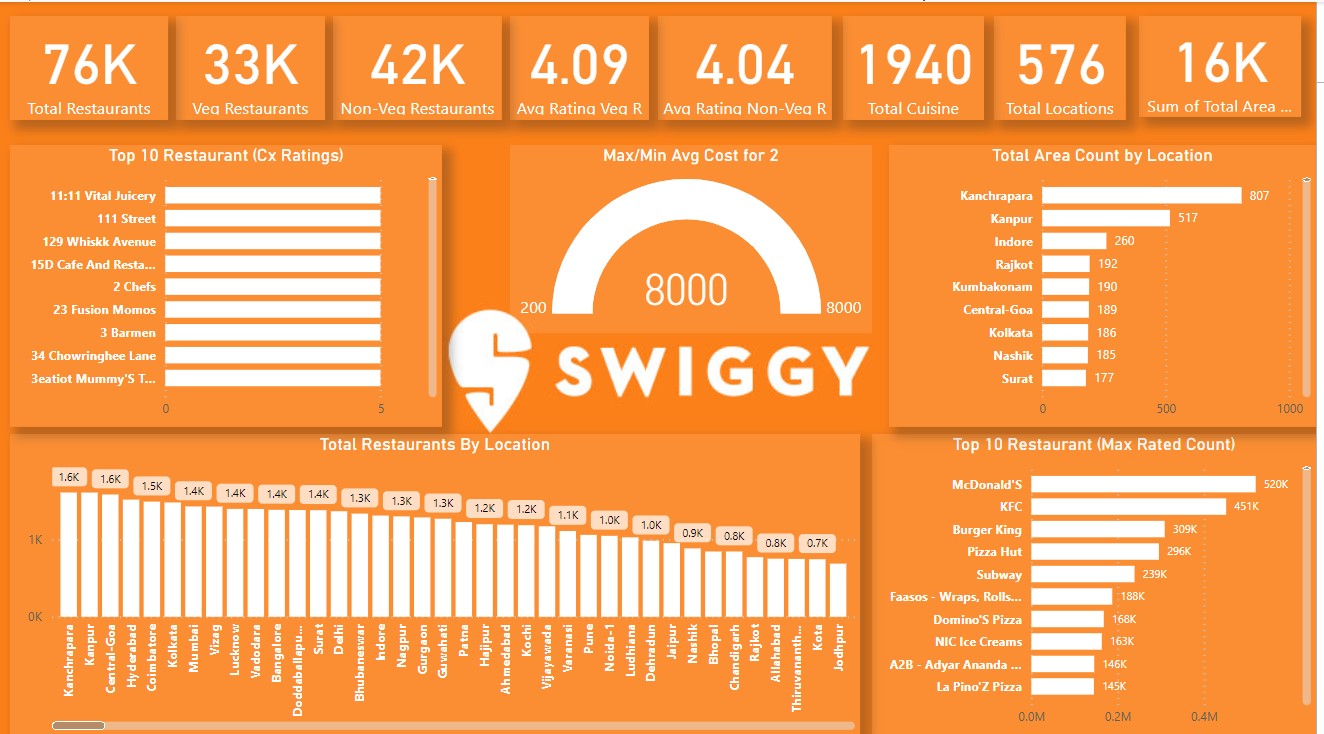 76K
Total Restaurants
33K
Veg Restaurants
42K
Non-Veg Restaurants
4.09
Avg Rating Veg R
4.04
Avg Rating Non-Veg R
1940
Total Cuisine
576
Total Locations
16K
Sum of Total Area ...
Top 10 Restaurant (Cx Ratings)
11:11 Vital Juicery
111 Street
129 Whiskk Avenue
15D Cafe And Resta...
2 Chefs
23 Fusion Momos
3 Barmen
34 Chowringhee Lane
3eatiot Mummy'S T...
0 5
Max/Min Avg Cost for 2
8000
200 8000
SWIGGY
Total Area Count by Location
Kanchrapara 807
Kanpur 517
Indore 260
Rajkot 192
Kumbakonam 190
Central-Goa 189
Kolkata 186
Nashik 185
Surat 177
0 500 1000
Total Restaurants By Location
1.6K 1.6K 1.5K 1.4K 1.4K 1.4K 1.4K 1.3K 1.3K 1.3K 1.2K 1.2K 1.1K 1.0K 1.0K 0.9K 0.8K 0.8K 0.7K
1K
0K
Kanchrapara
Kanpur
Central-Goa
Hyderabad
Coimbatore
Kolkata
Mumbai
Vizag
Lucknow
Vadodara
Bangalore
Doddaballapu...
Surat
Delhi
Bhubaneswar
Indore
Nagpur
Gurgaon
Guwahati
Patna
Hajipur
Ahmedabad
Kochi
Vijayawada
Varanasi
Pune
Noida-1
Ludhiana
Dehradun
Jaipur
Nashik
Bhopal
Chandigarh
Rajkot
Allahabad
Thiruvananth...
Kota
Jodhpur
Top 10 Restaurant (Max Rated Count)
McDonald'S 520K
KFC 451K
Burger King 309K
Pizza Hut 296K
Subway 239K
Faasos - Wraps, Rolls... 188K
Domino'S Pizza 168K
NIC Ice Creams 163K
A2B - Adyar Ananda ... 146K
La Pino'Z Pizza 145K
0.0M 0.2M 0.4M